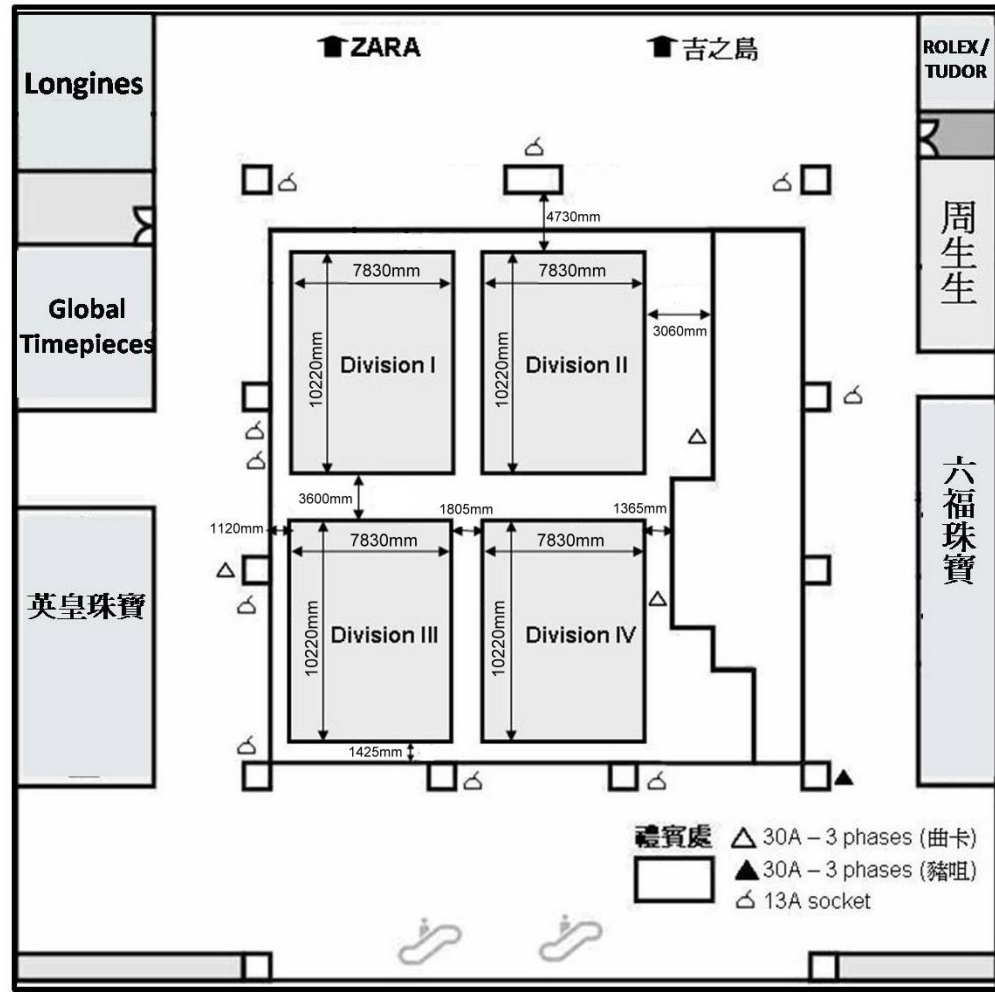 ZARA
吉之島
Longines
ROLEX/
TUDOR
4730mm
周生生
7830mm
7830mm
Global
Timepieces
3060mm
10220mm
Division I
10220mm
Division II
六福珠寶
3600mm
1805mm
1365mm
1120mm
7830mm
7830mm
英皇珠寶
10220mm
Division III
10220mm
Division IV
1425mm
禮賓處
30A – 3 phases (曲卡)
30A – 3 phases (豬咀)
13A socket